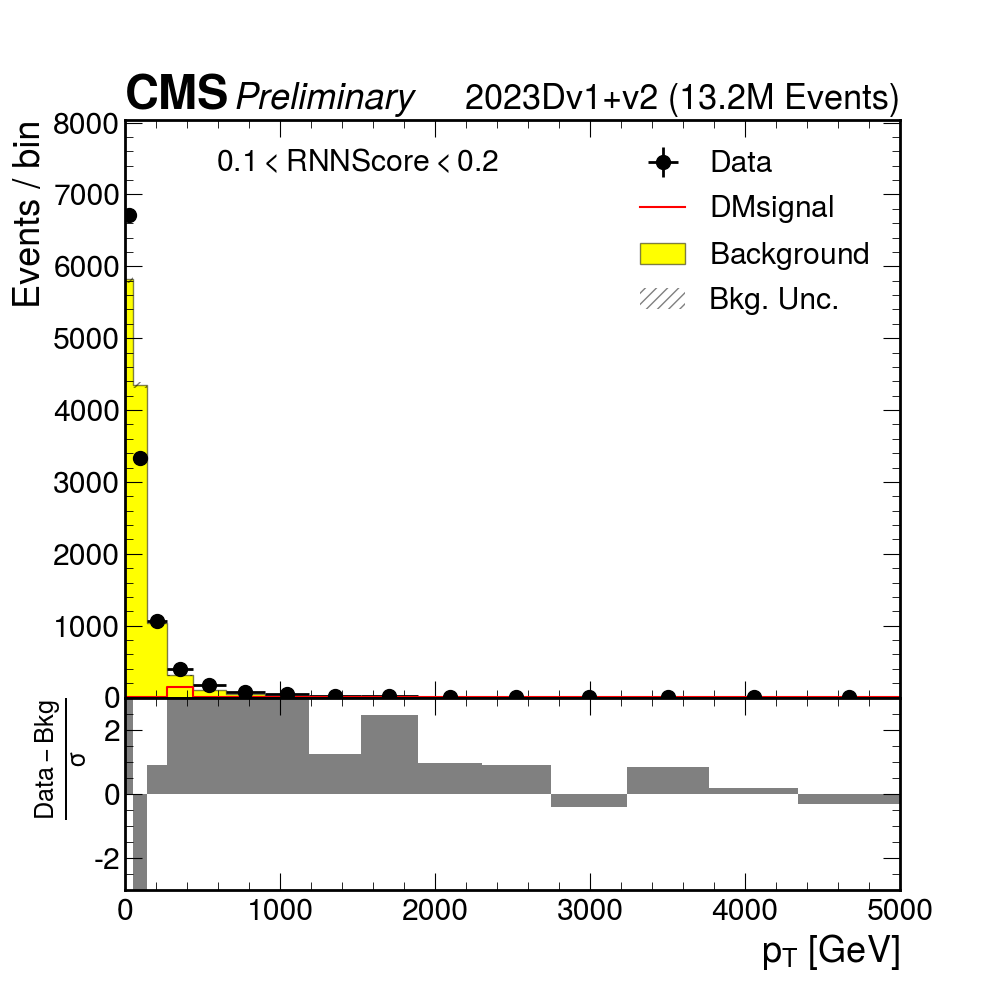 CMS Preliminary 2023Dv1+v2 (13.2M Events)
Events / bin
8000
7000
6000
5000
4000
3000
2000
1000
0
0.1 < RNNScore < 0.2
Data
DMsignal
Background
Bkg. Unc.
Data – Bkg
σ
2
0
-2
0 1000 2000 3000 4000 5000
pT [GeV]